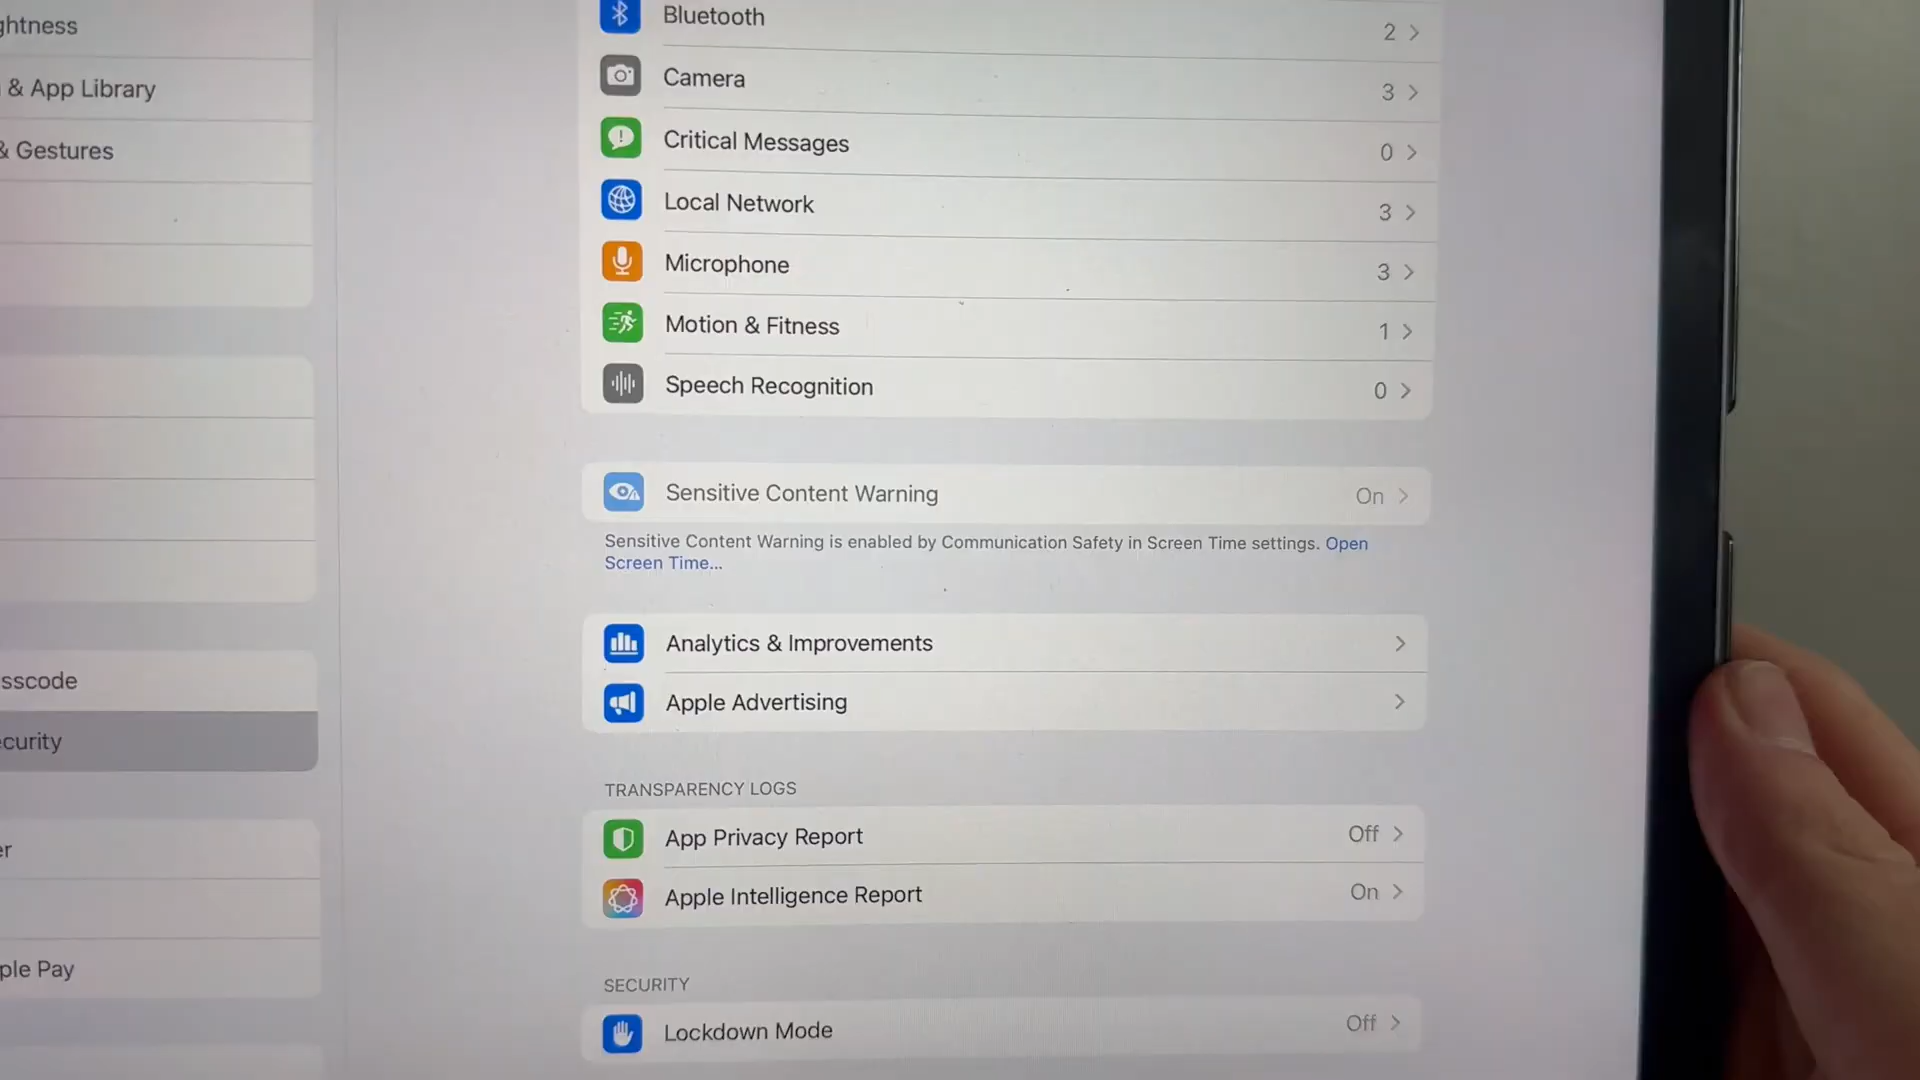 ghtness
& App Library
& Gestures
sscode
curity
er
ple Pay
Bluetooth 2
Camera 3
Critical Messages 0
Local Network 3
Microphone 3
Motion & Fitness 1
Speech Recognition 0
Sensitive Content Warning On
Sensitive Content Warning is enabled by Communication Safety in Screen Time settings. Open
Screen Time...
Analytics & Improvements
Apple Advertising
TRANSPARENCY LOGS
App Privacy Report Off
Apple Intelligence Report On
SECURITY
Lockdown Mode Off